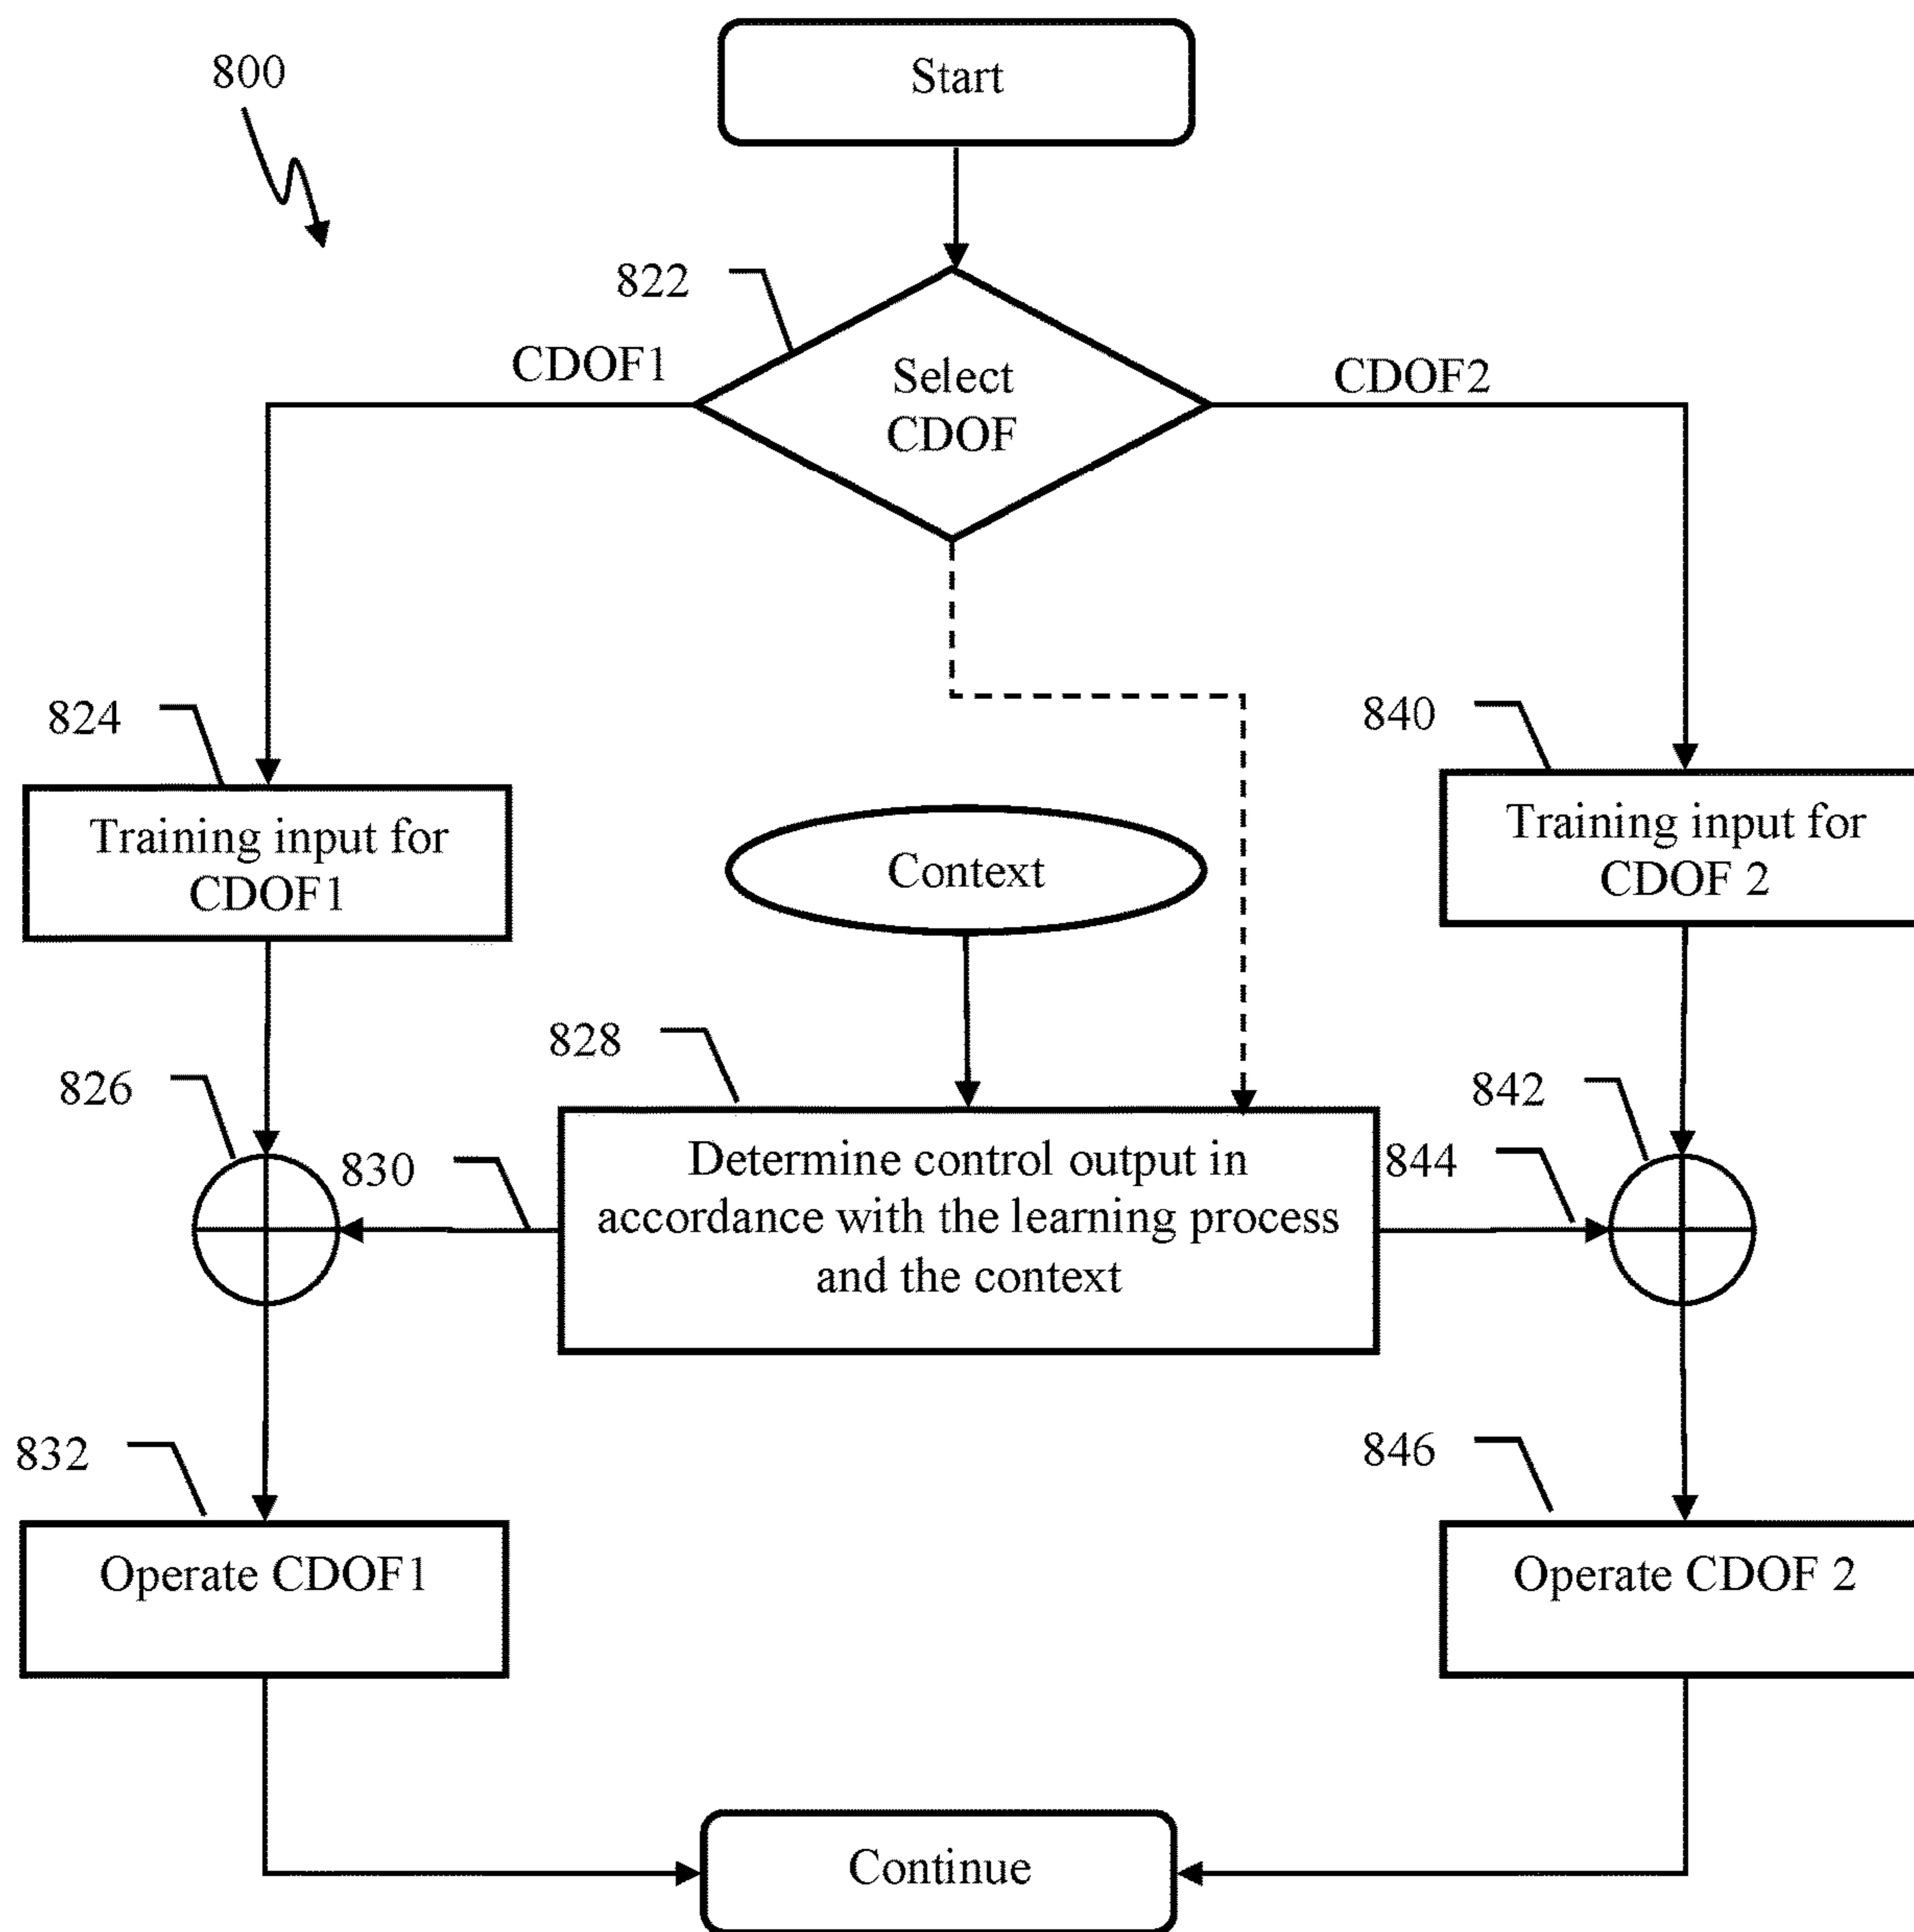 800
Start
822
CDOF1
Select
CDOF
CDOF2
824
840
Training input for
CDOF1
Context
Training input for
CDOF 2
828
826
842
830
Determine control output in
accordance with the learning process
and the context
844
832
846
Operate CDOF1
Operate CDOF 2
Continue